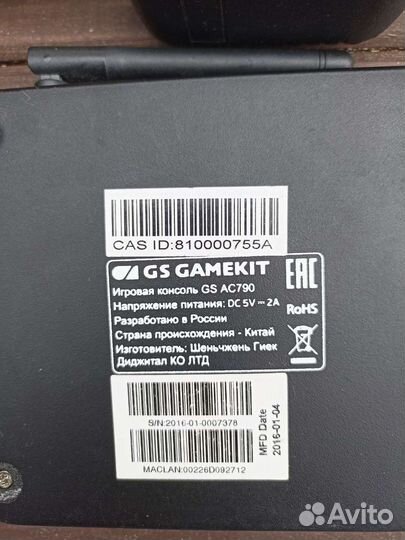 CAS ID:810000755A
GS GAMEKIT
Игровая консоль GS AC790
Напряжение питания: DC 5V ⎓ 2A
Разработано в России
Страна происхождения - Китай
Изготовитель: Шеньчжень Гиек
Диджитал КО ЛТД
EAC
RoHS
S/N:2016-01-0007378
MACLAN:00226D092712
MFD Date
2016-01-04
Avito